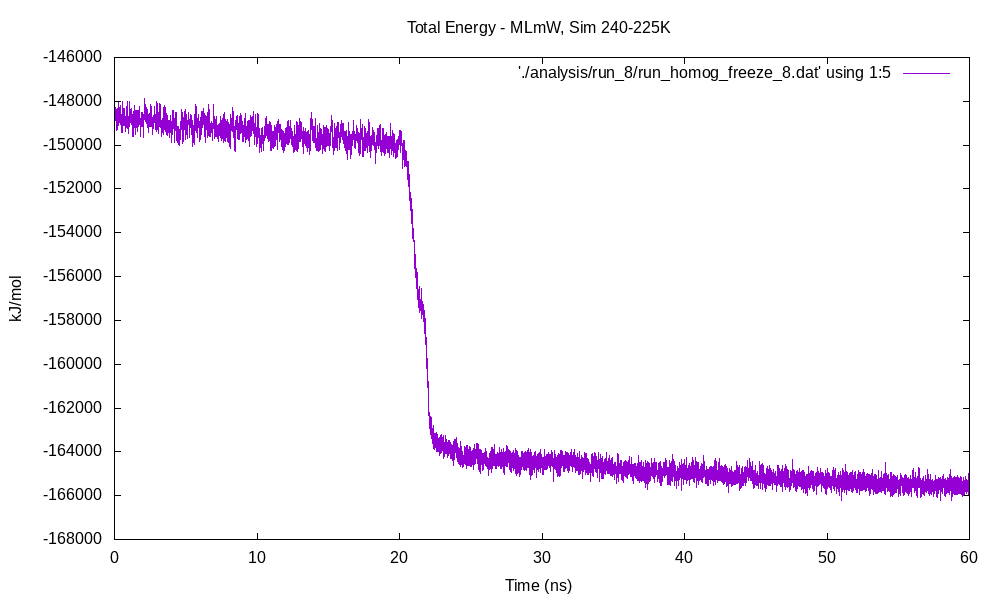 Total Energy - MLmW, Sim 240-225K
'./analysis/run_8/run_homog_freeze_8.dat' using 1:5
-146000
-148000
-150000
-152000
-154000
-156000
-158000
-160000
-162000
-164000
-166000
-168000
kJ/mol
0 10 20 30 40 50 60
Time (ns)